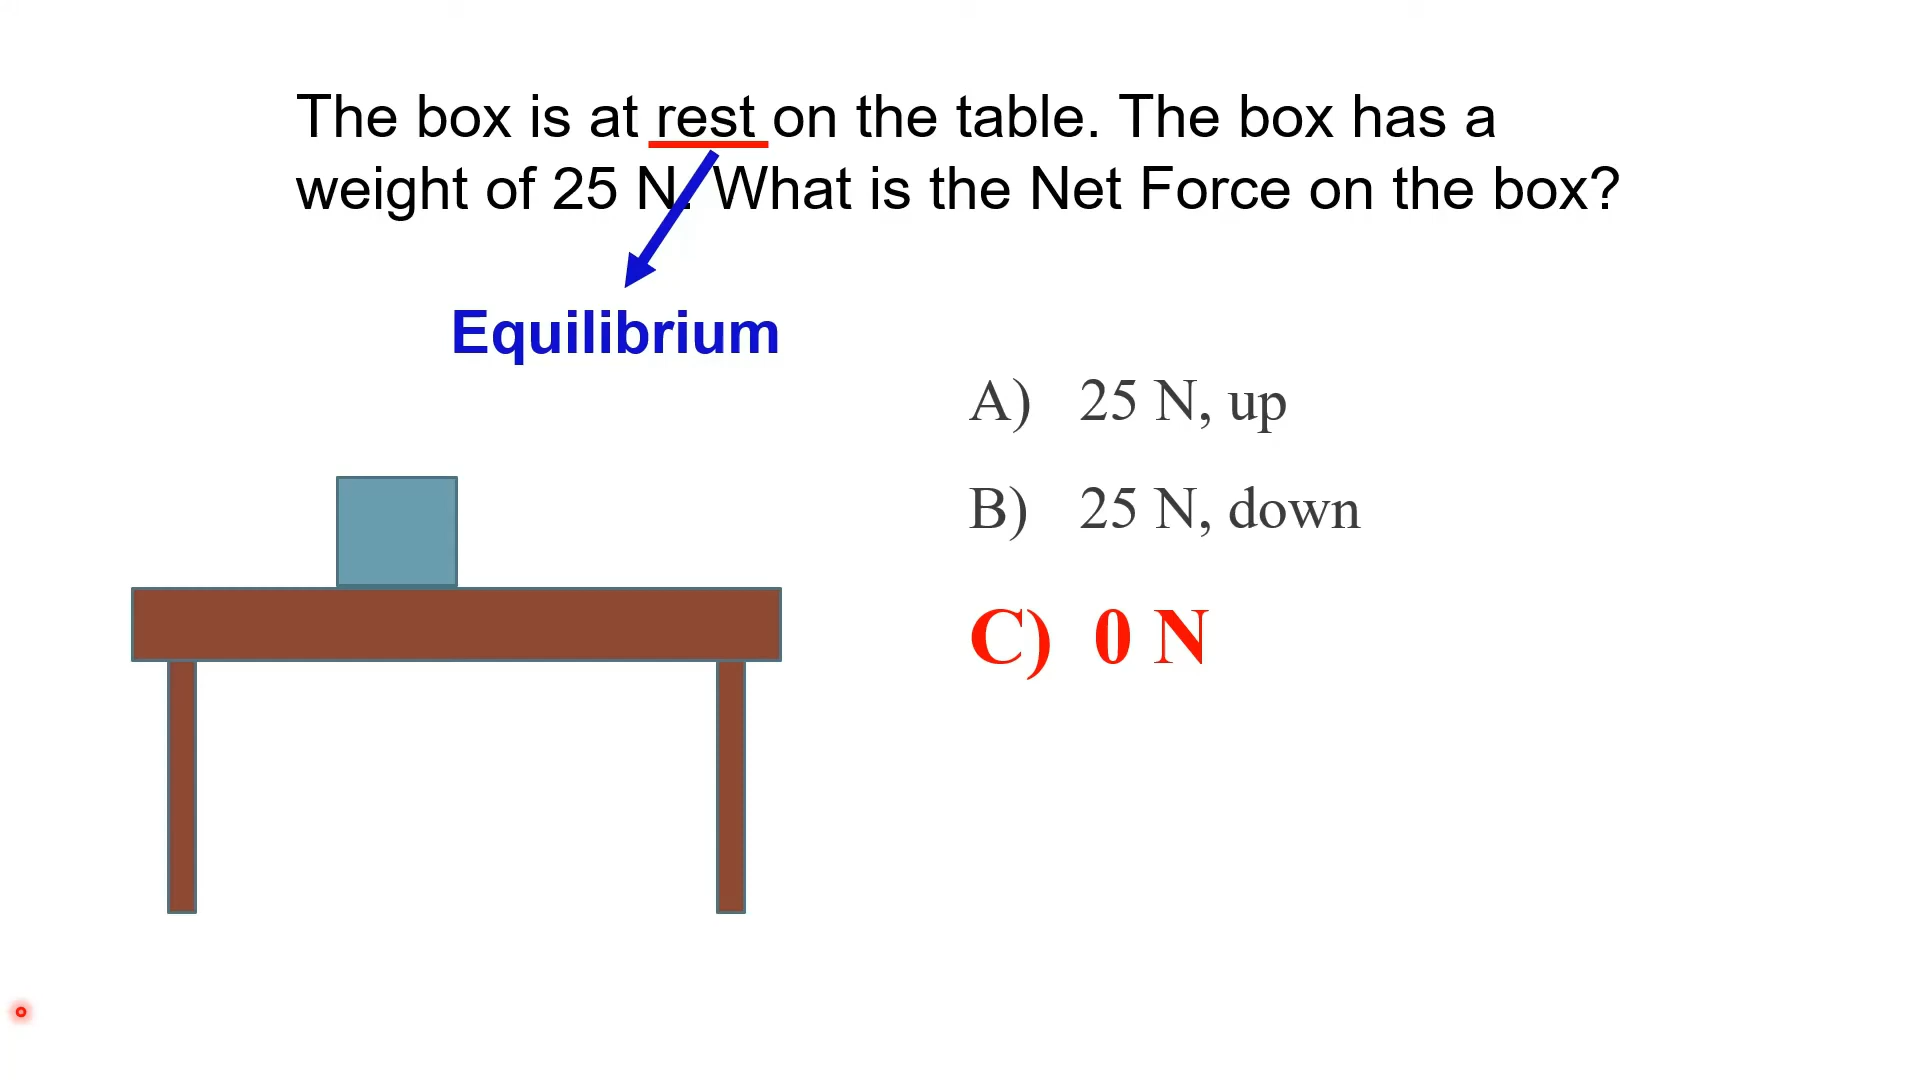 The box is at rest on the table. The box has a
weight of 25 N. What is the Net Force on the box?
Equilibrium
A) 25 N, up
B) 25 N, down
C) 0 N